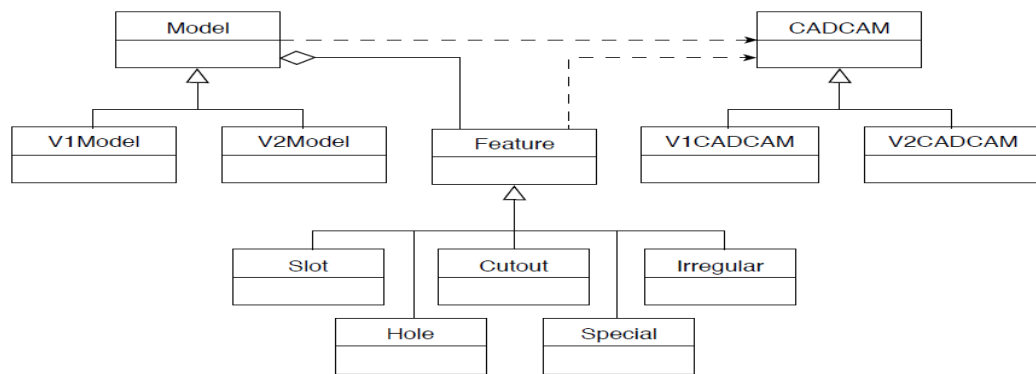 Model
CADCAM
V1Model
V2Model
Feature
V1CADCAM
V2CADCAM
Slot
Cutout
Irregular
Hole
Special